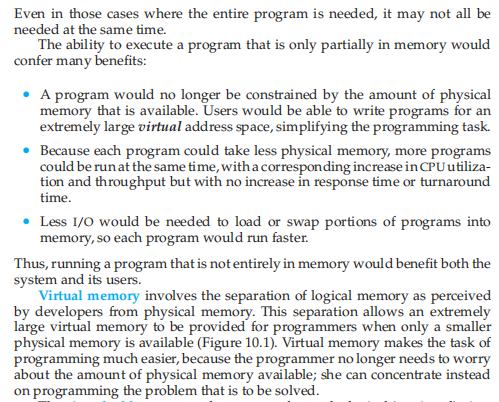 Even in those cases where the entire program is needed, it may not all be
needed at the same time.
The ability to execute a program that is only partially in memory would
confer many benefits:
• A program would no longer be constrained by the amount of physical
memory that is available. Users would be able to write programs for an
extremely large virtual address space, simplifying the programming task.
• Because each program could take less physical memory, more programs
could be run at the same time, with a corresponding increase in CPU utiliza-
tion and throughput but with no increase in response time or turnaround
time.
• Less I/O would be needed to load or swap portions of programs into
memory, so each program would run faster.
Thus, running a program that is not entirely in memory would benefit both the
system and its users.
Virtual memory involves the separation of logical memory as perceived
by developers from physical memory. This separation allows an extremely
large virtual memory to be provided for programmers when only a smaller
physical memory is available (Figure 10.1). Virtual memory makes the task of
programming much easier, because the programmer no longer needs to worry
about the amount of physical memory available; she can concentrate instead
on programming the problem that is to be solved.